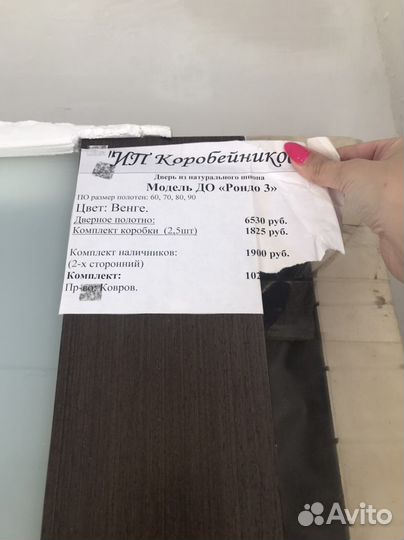 "ИП Коробейников
Дверь из натурального шпона
Модель ДО «Рондо 3»
ПО размер полотен: 60, 70, 80, 90
Цвет: Венге.
Дверное полотно: 6530 руб.
Комплект коробки (2,5шт) 1825 руб.
Комплект наличников: 1900 руб.
(2-х сторонний)
Комплект: 102
Пр-во: Ковров.
Avito